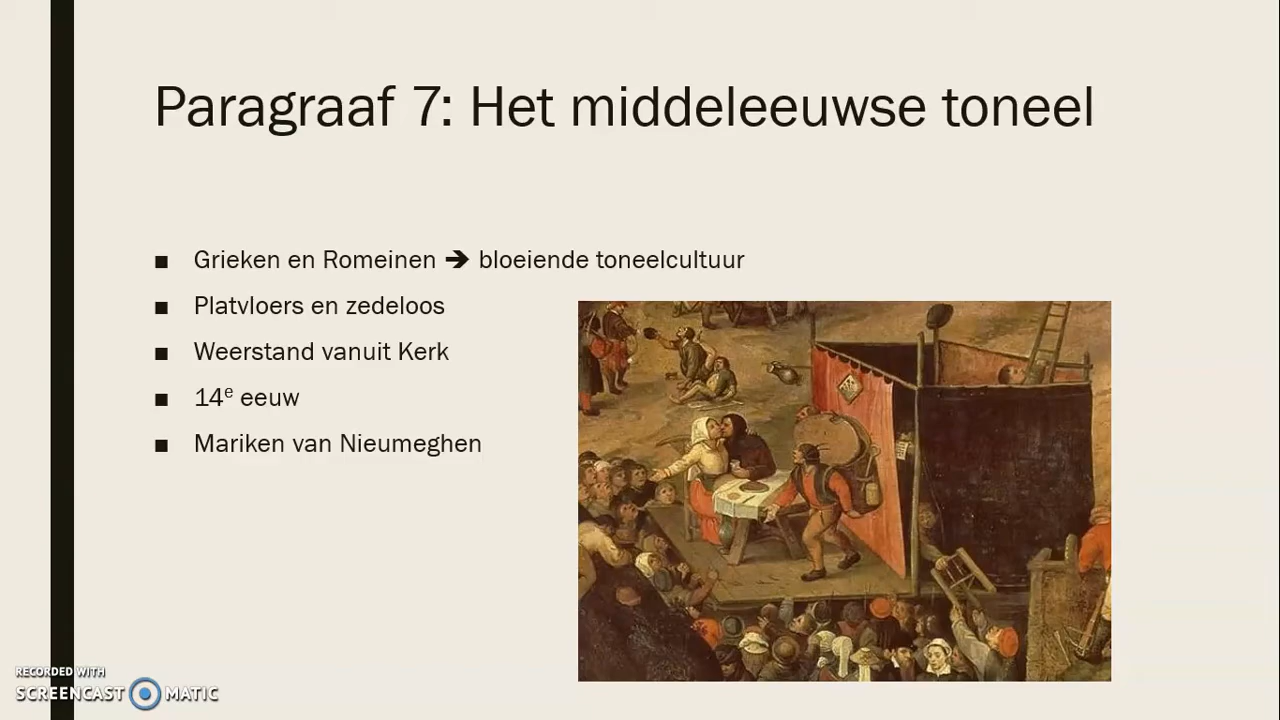 Paragraaf 7: Het middeleeuwse toneel
■ Grieken en Romeinen ➔ bloeiende toneelcultuur
■ Platvloers en zedeloos
■ Weerstand vanuit Kerk
■ 14e eeuw
■ Mariken van Nieumeghen
RECORDED WITH
SCREENCAST MATIC